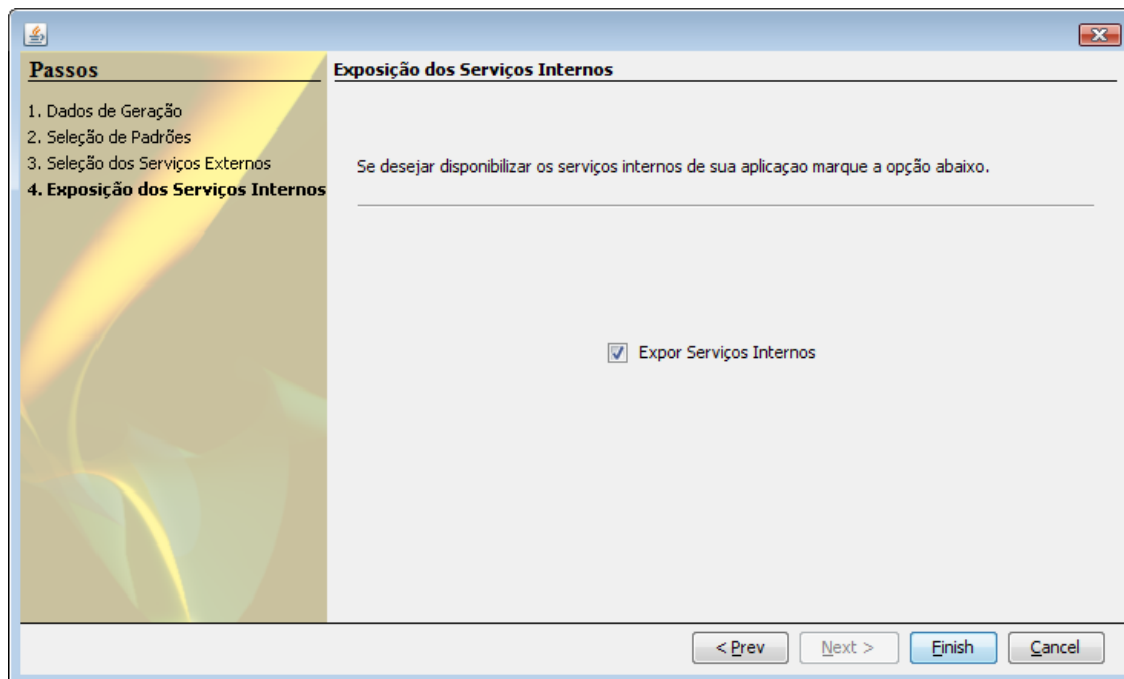 Passos
1. Dados de Geração
2. Seleção de Padrões
3. Seleção dos Serviços Externos
4. Exposição dos Serviços Internos
Exposição dos Serviços Internos
Se desejar disponibilizar os serviços internos de sua aplicaçao marque a opção abaixo.
Expor Serviços Internos
< Prev
Next >
Finish
Cancel